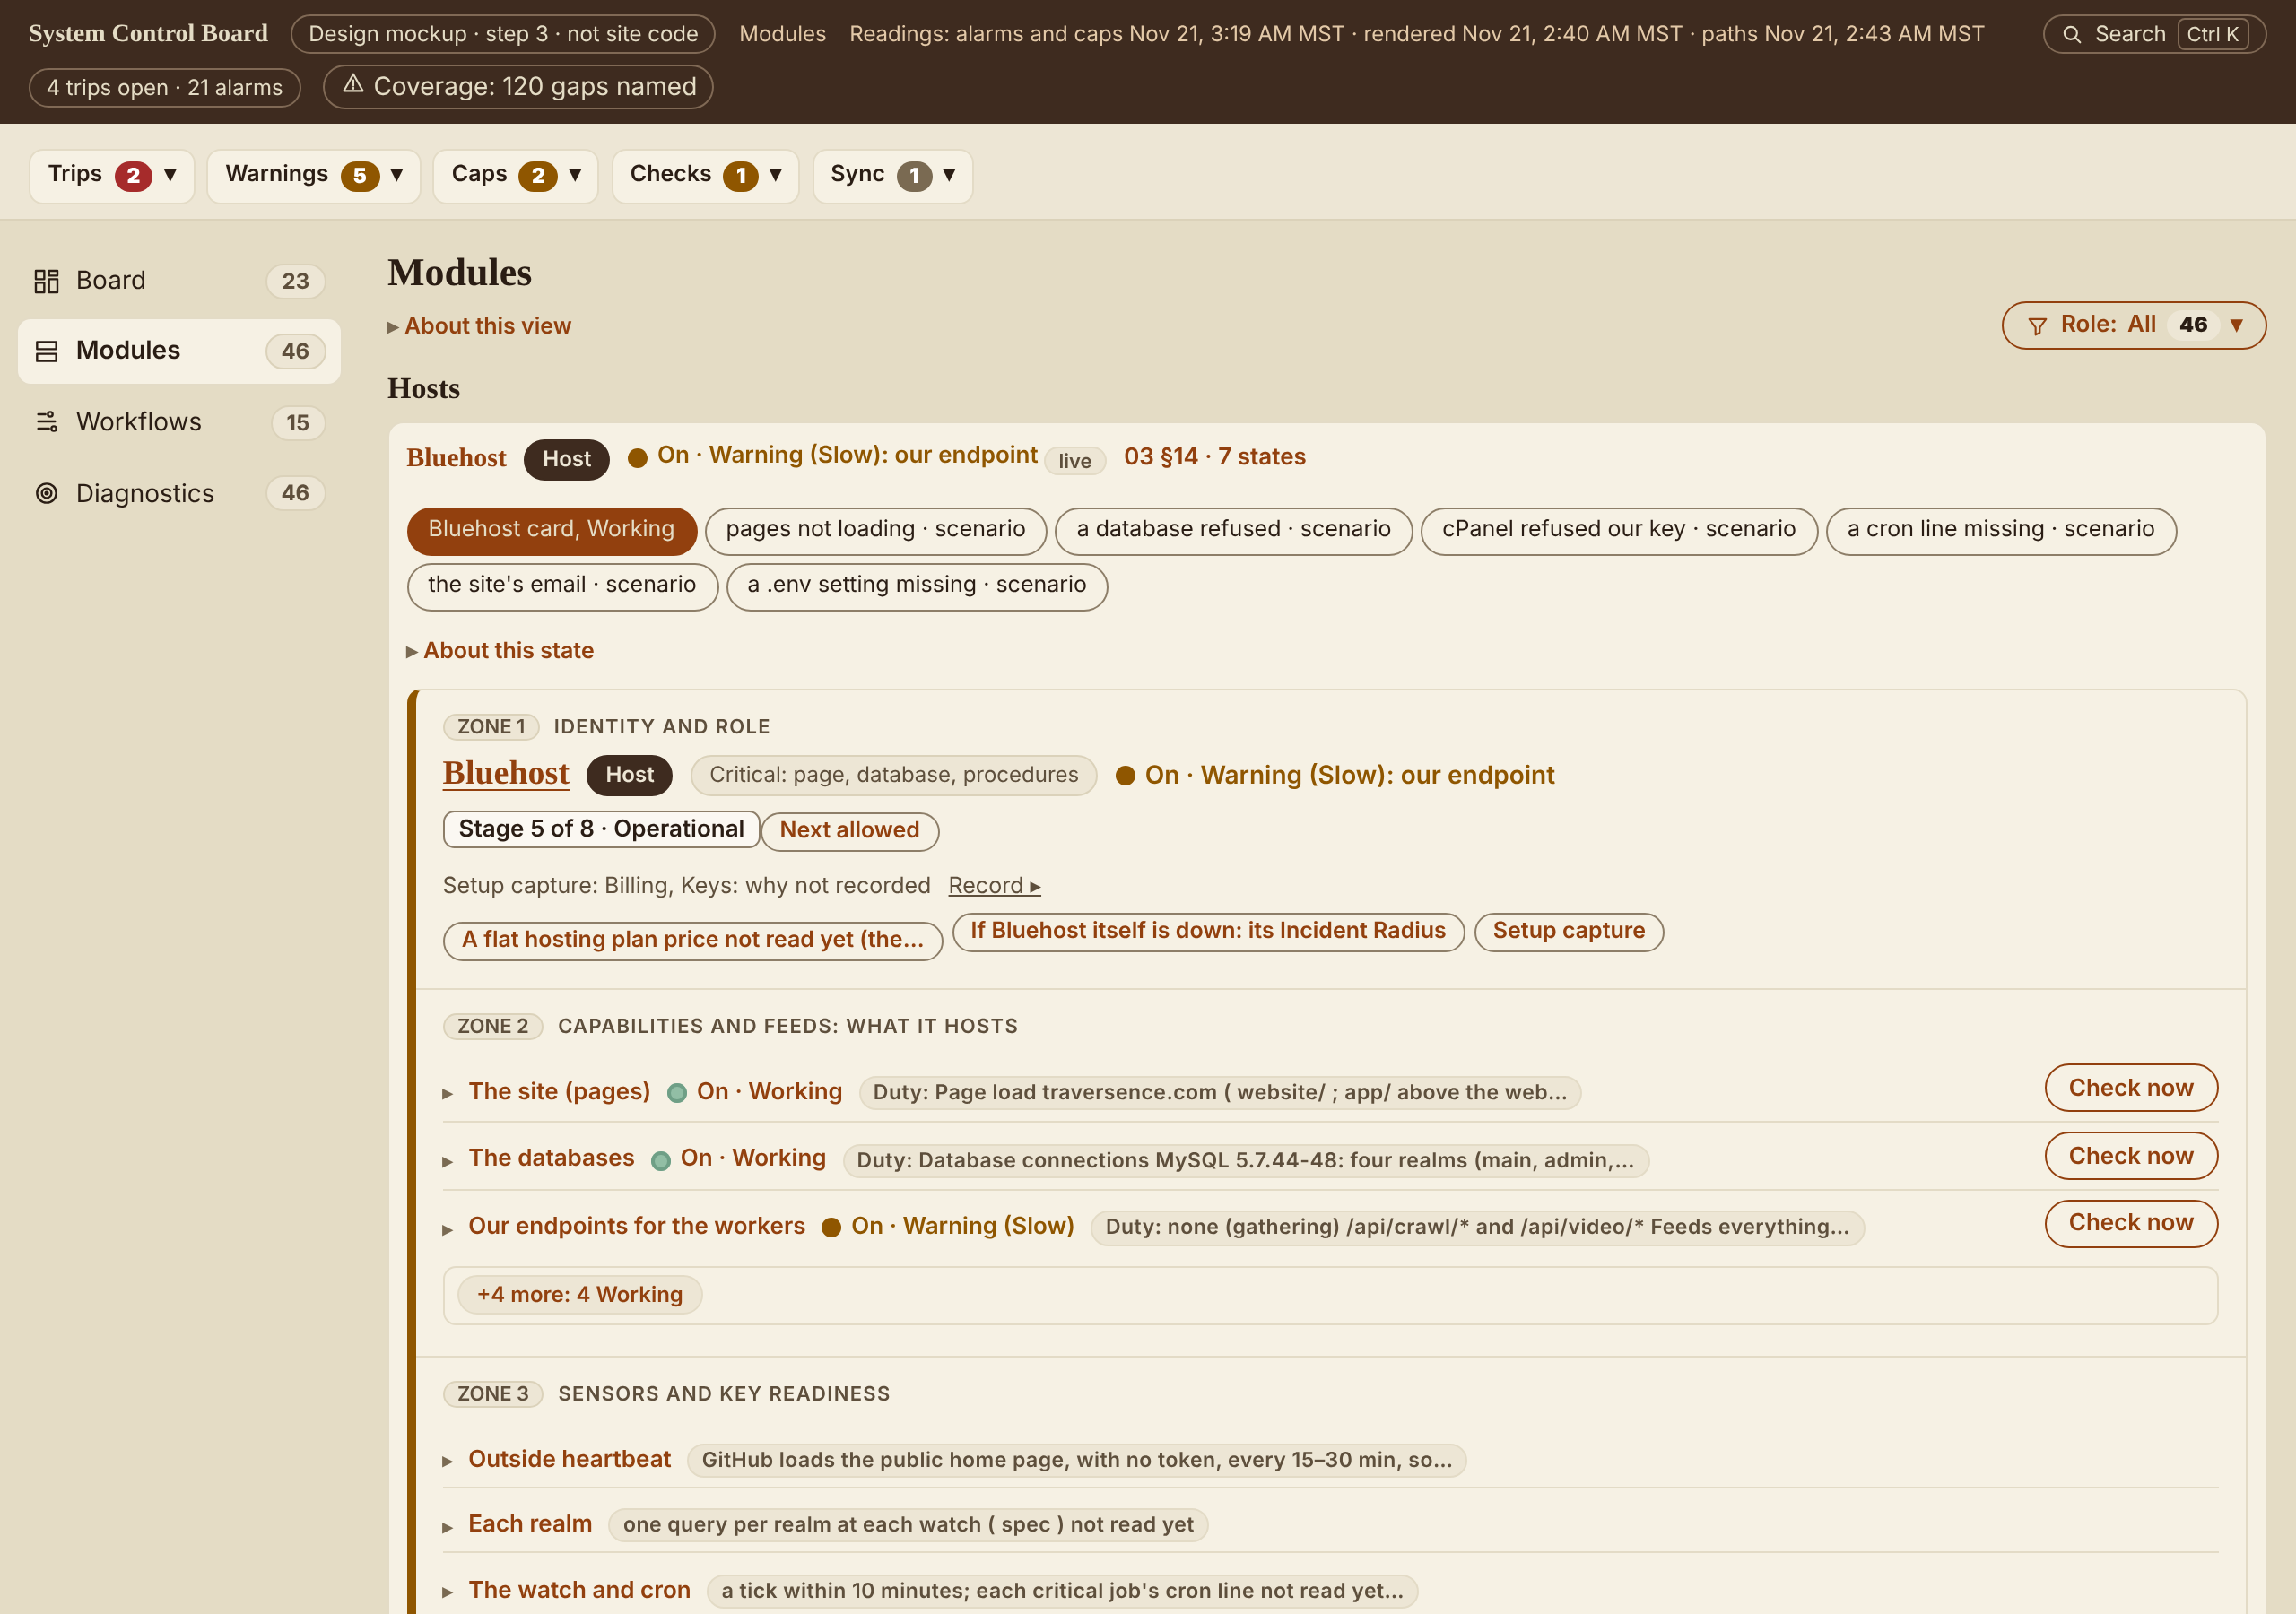 System Control Board Design mockup · step 3 · not site code Modules Readings: alarms and caps Nov 21, 3:19 AM MST · rendered Nov 21, 2:40 AM MST · paths Nov 21, 2:43 AM MST Search Ctrl K
4 trips open · 21 alarms Coverage: 120 gaps named
Trips 2 ▼ Warnings 5 ▼ Caps 2 ▼ Checks 1 ▼ Sync 1 ▼
Board 23
Modules 46
Workflows 15
Diagnostics 46
Modules
▸ About this view
Role: All 46 ▼
Hosts
Bluehost Host On · Warning (Slow): our endpoint live 03 §14 · 7 states
Bluehost card, Working pages not loading · scenario a database refused · scenario cPanel refused our key · scenario a cron line missing · scenario
the site's email · scenario a .env setting missing · scenario
▸ About this state
ZONE 1 IDENTITY AND ROLE
Bluehost Host Critical: page, database, procedures On · Warning (Slow): our endpoint
Stage 5 of 8 · Operational Next allowed
Setup capture: Billing, Keys: why not recorded Record ▸
A flat hosting plan price not read yet (the… If Bluehost itself is down: its Incident Radius Setup capture
ZONE 2 CAPABILITIES AND FEEDS: WHAT IT HOSTS
▸ The site (pages) On · Working Duty: Page load traversence.com ( website/ ; app/ above the web… Check now
▸ The databases On · Working Duty: Database connections MySQL 5.7.44-48: four realms (main, admin,… Check now
▸ Our endpoints for the workers On · Warning (Slow) Duty: none (gathering) /api/crawl/* and /api/video/* Feeds everything… Check now
+4 more: 4 Working
ZONE 3 SENSORS AND KEY READINESS
▸ Outside heartbeat GitHub loads the public home page, with no token, every 15–30 min, so…
▸ Each realm one query per realm at each watch ( spec ) not read yet
▸ The watch and cron a tick within 10 minutes; each critical job's cron line not read yet…